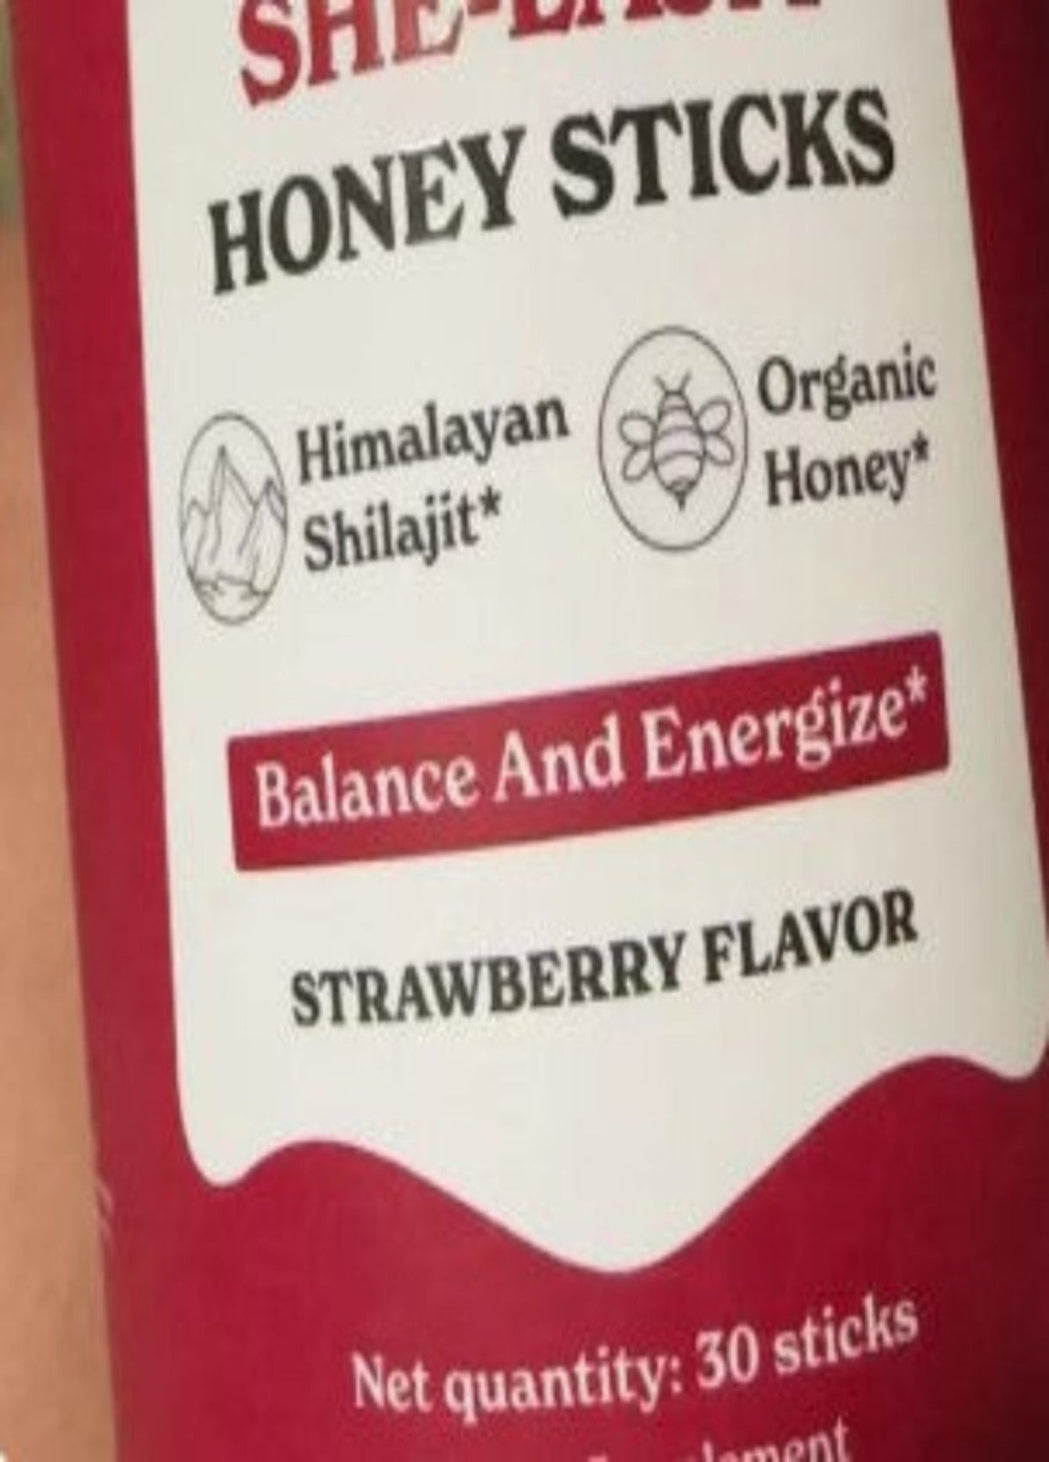 HONEY STICKS
Himalayan
Shilajit*
Organic
Honey*
Balance And Energize*
STRAWBERRY FLAVOR
Net quantity: 30 sticks